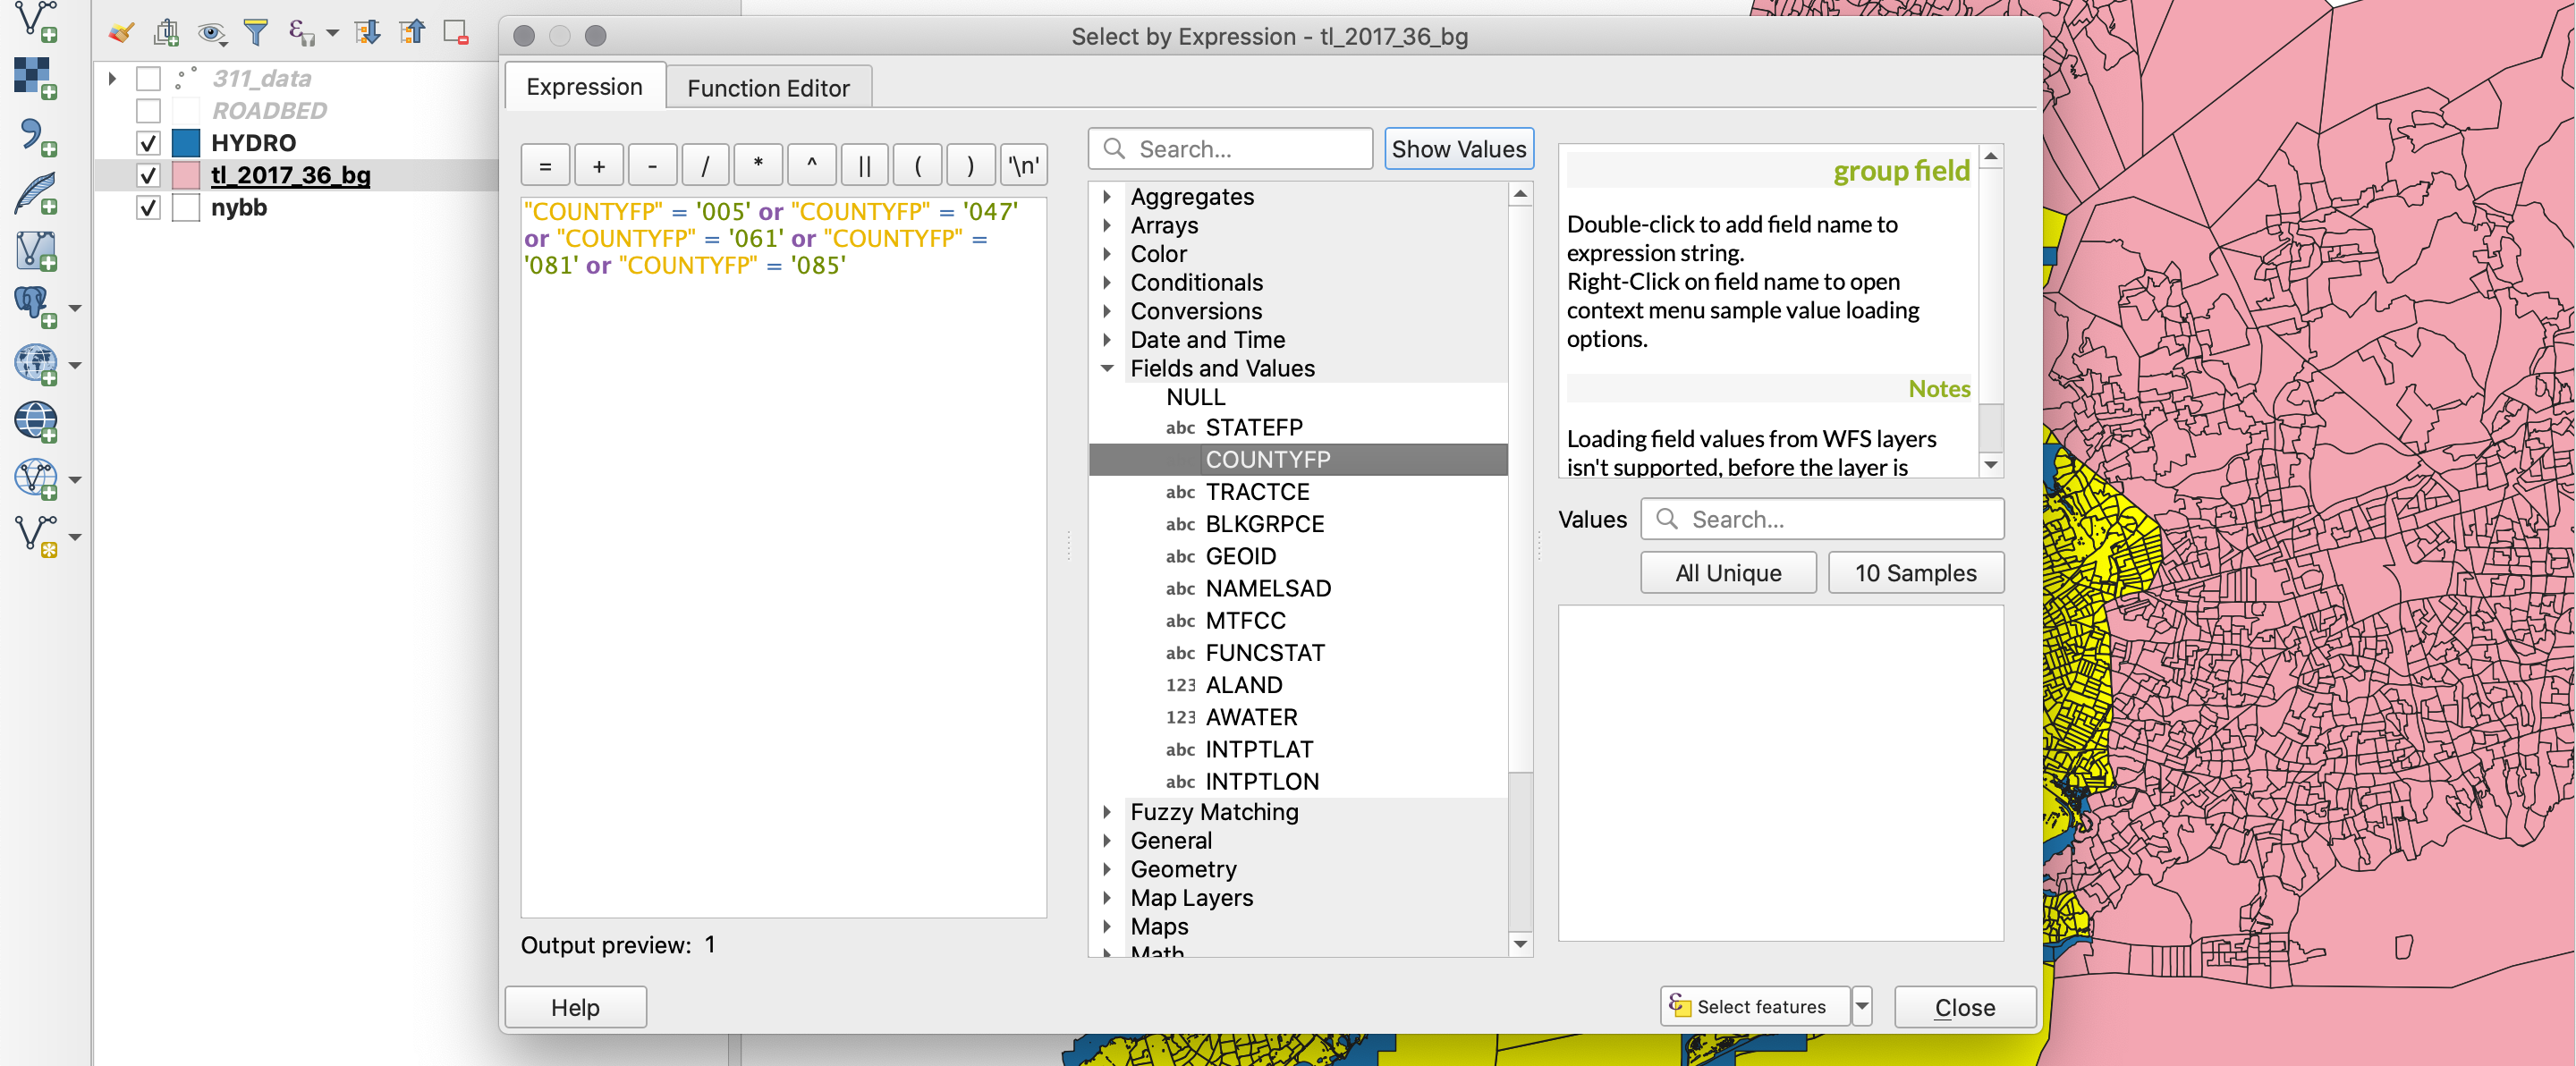 Select by Expression - tl_2017_36_bg
311_data
ROADBED
HYDRO
tl_2017_36_bg
nybb
Expression
Function Editor
= + - / * ^ || ( ) '\n'
"COUNTYFP" = '005' or "COUNTYFP" = '047'
or "COUNTYFP" = '061' or "COUNTYFP" =
'081' or "COUNTYFP" = '085'
Output preview: 1
Search...
Show Values
Aggregates
Arrays
Color
Conditionals
Conversions
Date and Time
Fields and Values
NULL
abc STATEFP
COUNTYFP
abc TRACTCE
abc BLKGRPCE
abc GEOID
abc NAMELSAD
abc MTFCC
abc FUNCSTAT
123 ALAND
123 AWATER
abc INTPTLAT
abc INTPTLON
Fuzzy Matching
General
Geometry
Map Layers
Maps
Math
group field
Double-click to add field name to
expression string.
Right-Click on field name to open
context menu sample value loading
options.
Notes
Loading field values from WFS layers
isn't supported, before the layer is
Values
Search...
All Unique
10 Samples
Help
Select features
Close